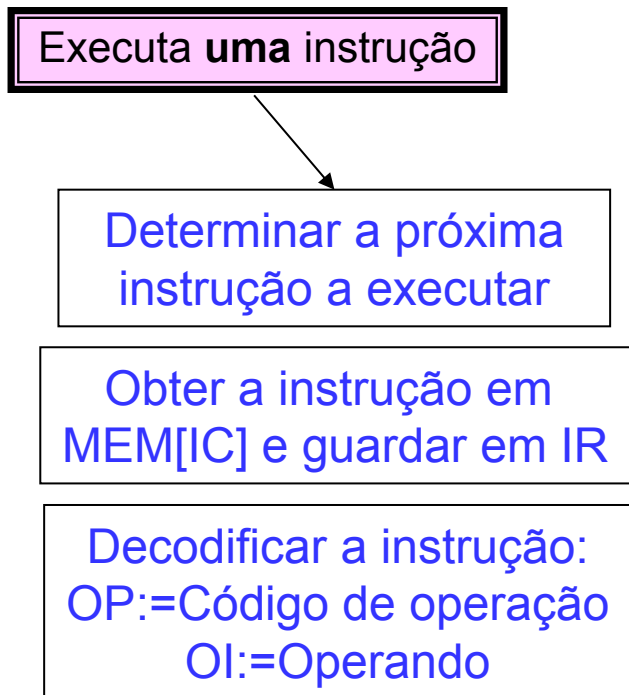 Executa uma instrução
Determinar a próxima
instrução a executar
Obter a instrução em
MEM[IC] e guardar em IR
Decodificar a instrução:
OP:=Código de operação
OI:=Operando